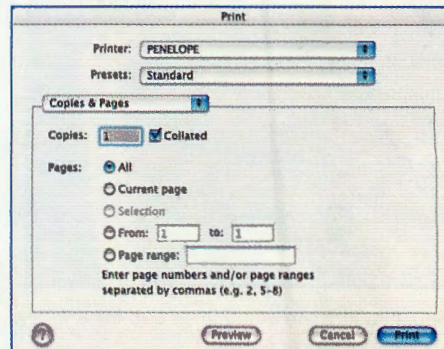 Print
Printer: PENELOPE
Presets: Standard
Copies & Pages
Copies: 1 Collated
Pages: All
Current page
Selection
From: 1 to: 1
Page range:
Enter page numbers and/or page ranges
separated by commas (e.g. 2, 5-8)
? Preview Cancel Print